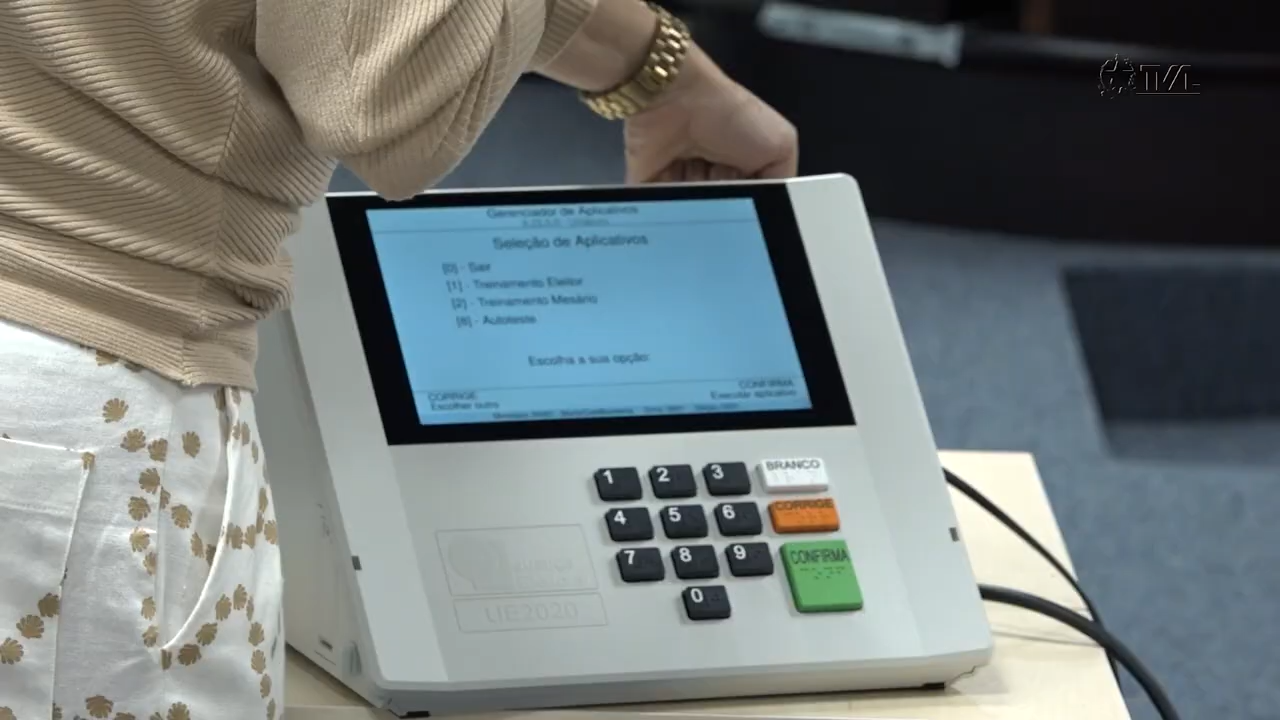 TVAL
Gerenciador de Aplicativos
Seleção de Aplicativos
[0] - Sair
[1] - Treinamento Eleitor
[2] - Treinamento Mesário
[8] - Autoteste
Escolha a sua opção:
CORRIGE CONFIRMA
Escolher outro Executar aplicativo
1 2 3 BRANCO
4 5 6 CORRIGE
7 8 9 CONFIRMA
0
UE2020